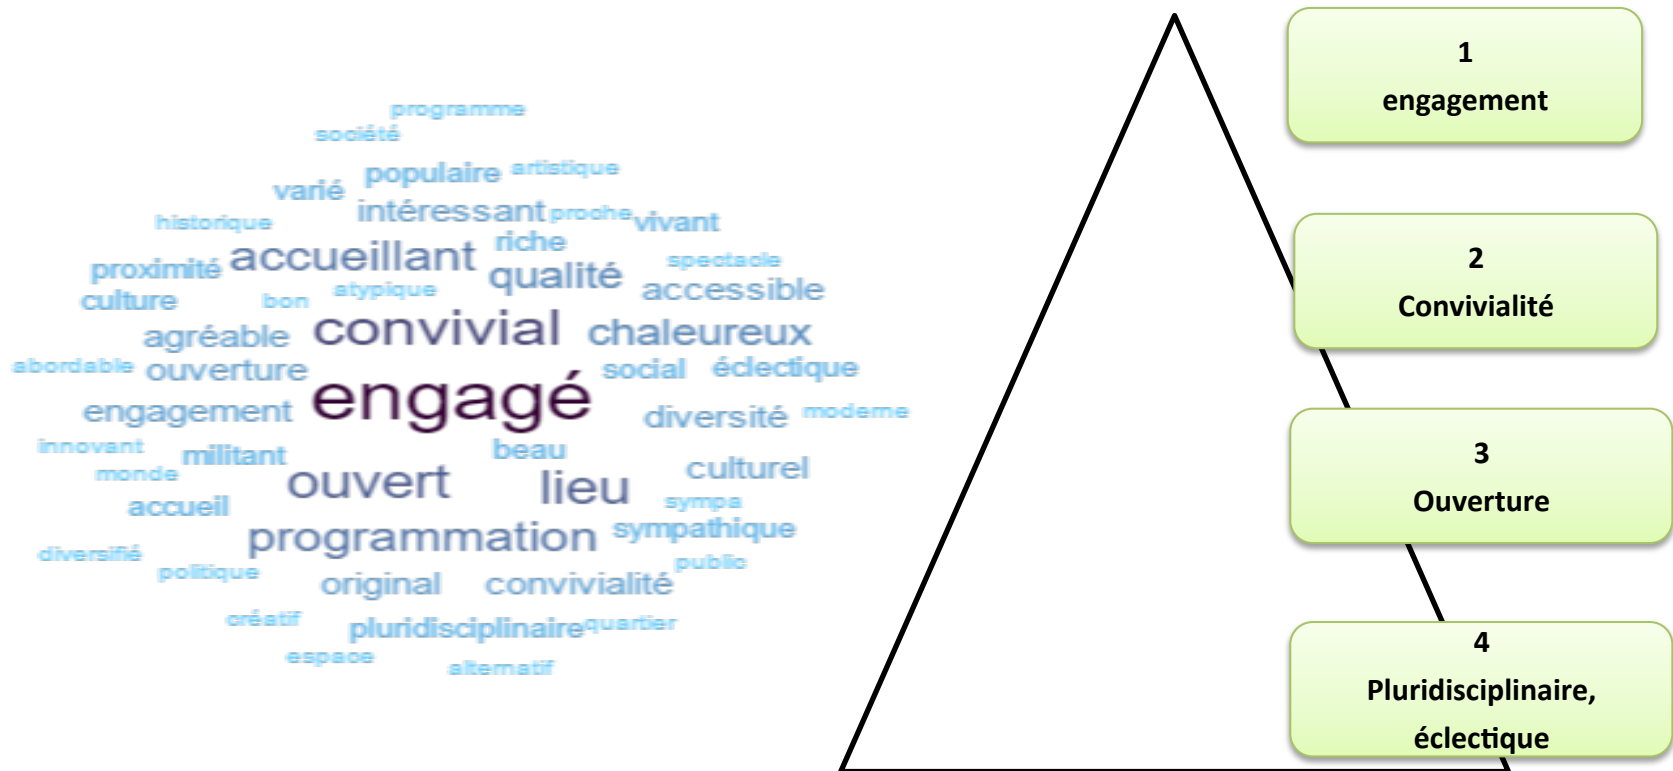 programme
société
populaire artistique
varié
intéressant proche vivant
historique
accueillant riche
proximité qualité spectacle
culture bon atypique accessible
agréable convivial chaleureux
abordable ouverture social éclectique
engagement engagé diversité moderne
innovant militant beau
monde ouvert lieu culturel
accueil sympa
programmation sympathique
diversifié politique public
original convivialité
créatif pluridisciplinaire quartier
espace alternatif
1
engagement
2
Convivialité
3
Ouverture
4
Pluridisciplinaire,
éclectique